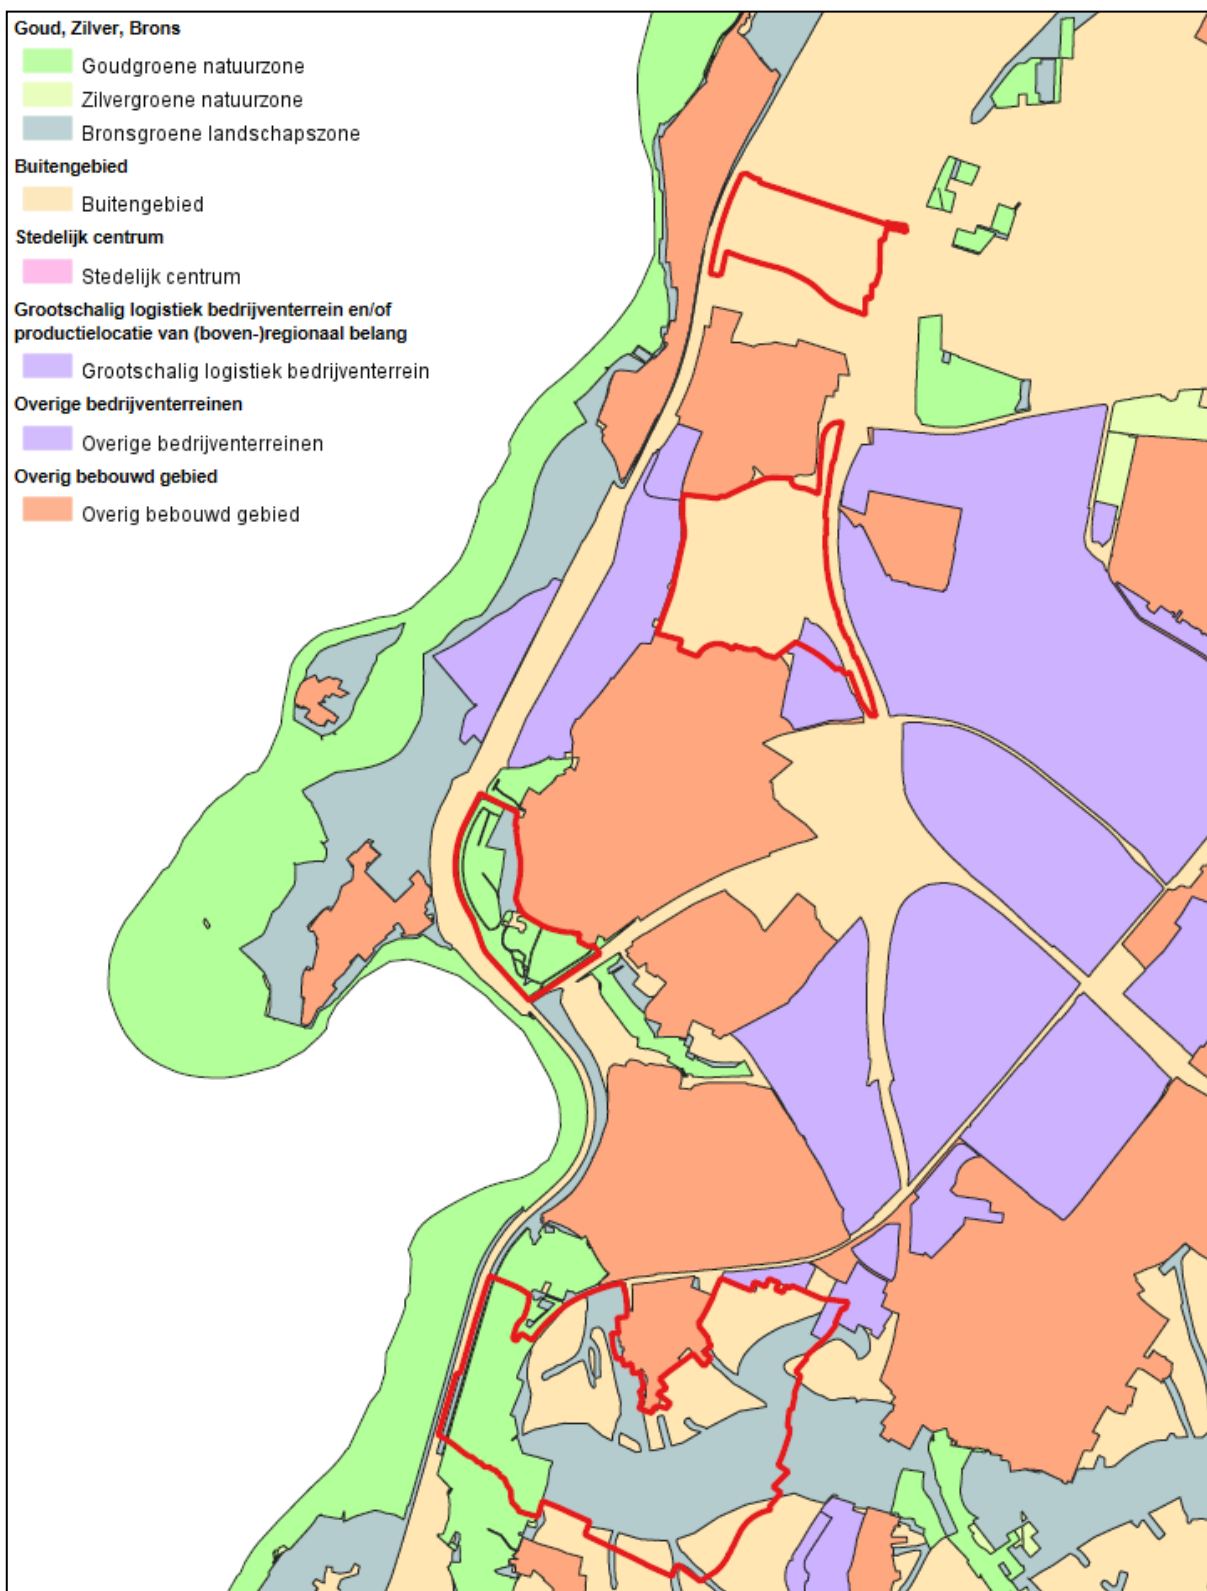 Goud, Zilver, Brons
Goudgroene natuurzone
Zilvergroene natuurzone
Bronsgroene landschapszone
Buitengebied
Buitengebied
Stedelijk centrum
Stedelijk centrum
Grootschalig logistiek bedrijventerrein en/of
productielocatie van (boven-)regionaal belang
Grootschalig logistiek bedrijventerrein
Overige bedrijventerreinen
Overige bedrijventerreinen
Overig bebouwd gebied
Overig bebouwd gebied